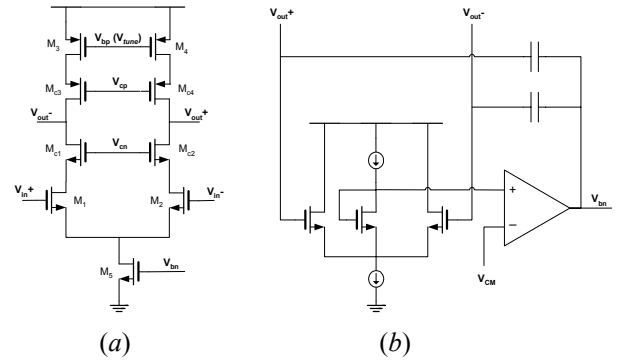 M3
Vbp (Vtune)
M4
Mc3
Vcp
Mc4
Vout-
Vout+
Mc1
Vcn
Mc2
Vin+
M1
M2
Vin-
M5
Vbn
(a)
Vout+
Vout-
+
−
Vbn
VCM
(b)